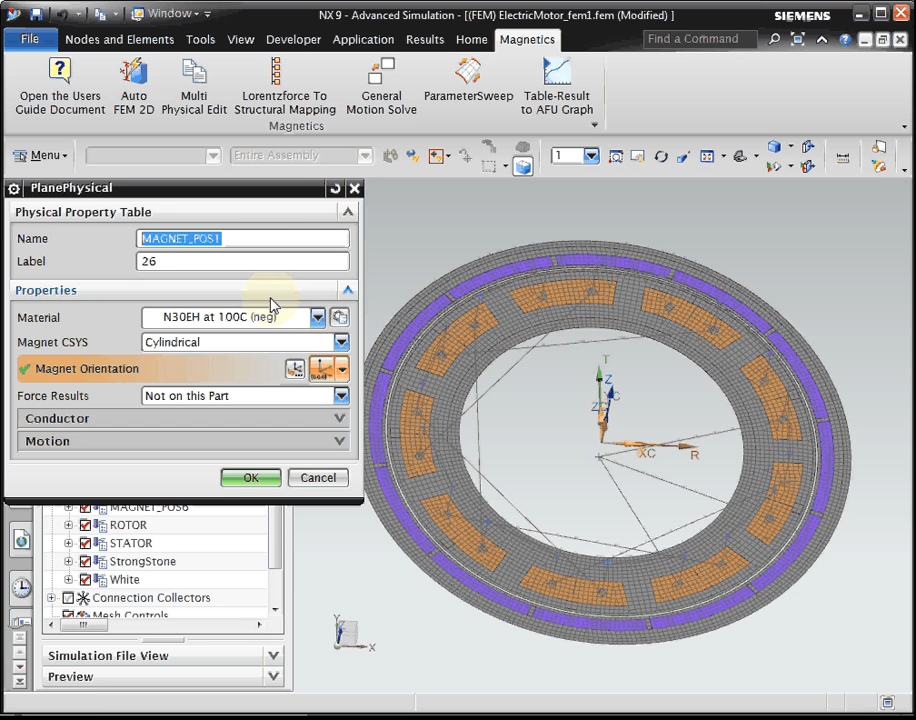 Window
NX 9 - Advanced Simulation - [(FEM) ElectricMotor_fem1.fem (Modified) ]
SIEMENS
File
Nodes and Elements
Tools
View
Developer
Application
Results
Home
Magnetics
Find a Command
Open the Users
Guide Document
Auto
FEM 2D
Multi
Physical Edit
Lorentzforce To
Structural Mapping
General
Motion Solve
ParameterSweep
Table-Result
to AFU Graph
Magnetics
Menu
Entire Assembly
1
PlanePhysical
Physical Property Table
Name
MAGNET_POS1
Label
26
Properties
Material
N30EH at 100C (neg)
Magnet CSYS
Cylindrical
Magnet Orientation
Force Results
Not on this Part
Conductor
Motion
OK
Cancel
MAGNET_POS6
ROTOR
STATOR
StrongStone
White
Connection Collectors
Mesh Controls
Simulation File View
Preview
T
Z
YC
XC
R
Y
X